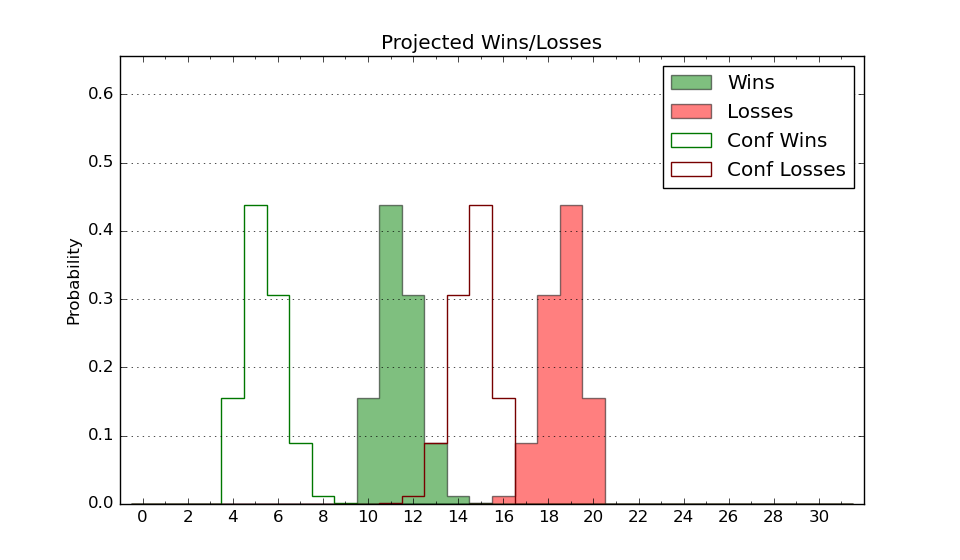 Projected Wins/Losses
Wins
Losses
Conf Wins
Conf Losses
Probability
0.6
0.5
0.4
0.3
0.2
0.1
0.0
0 2 4 6 8 10 12 14 16 18 20 22 24 26 28 30